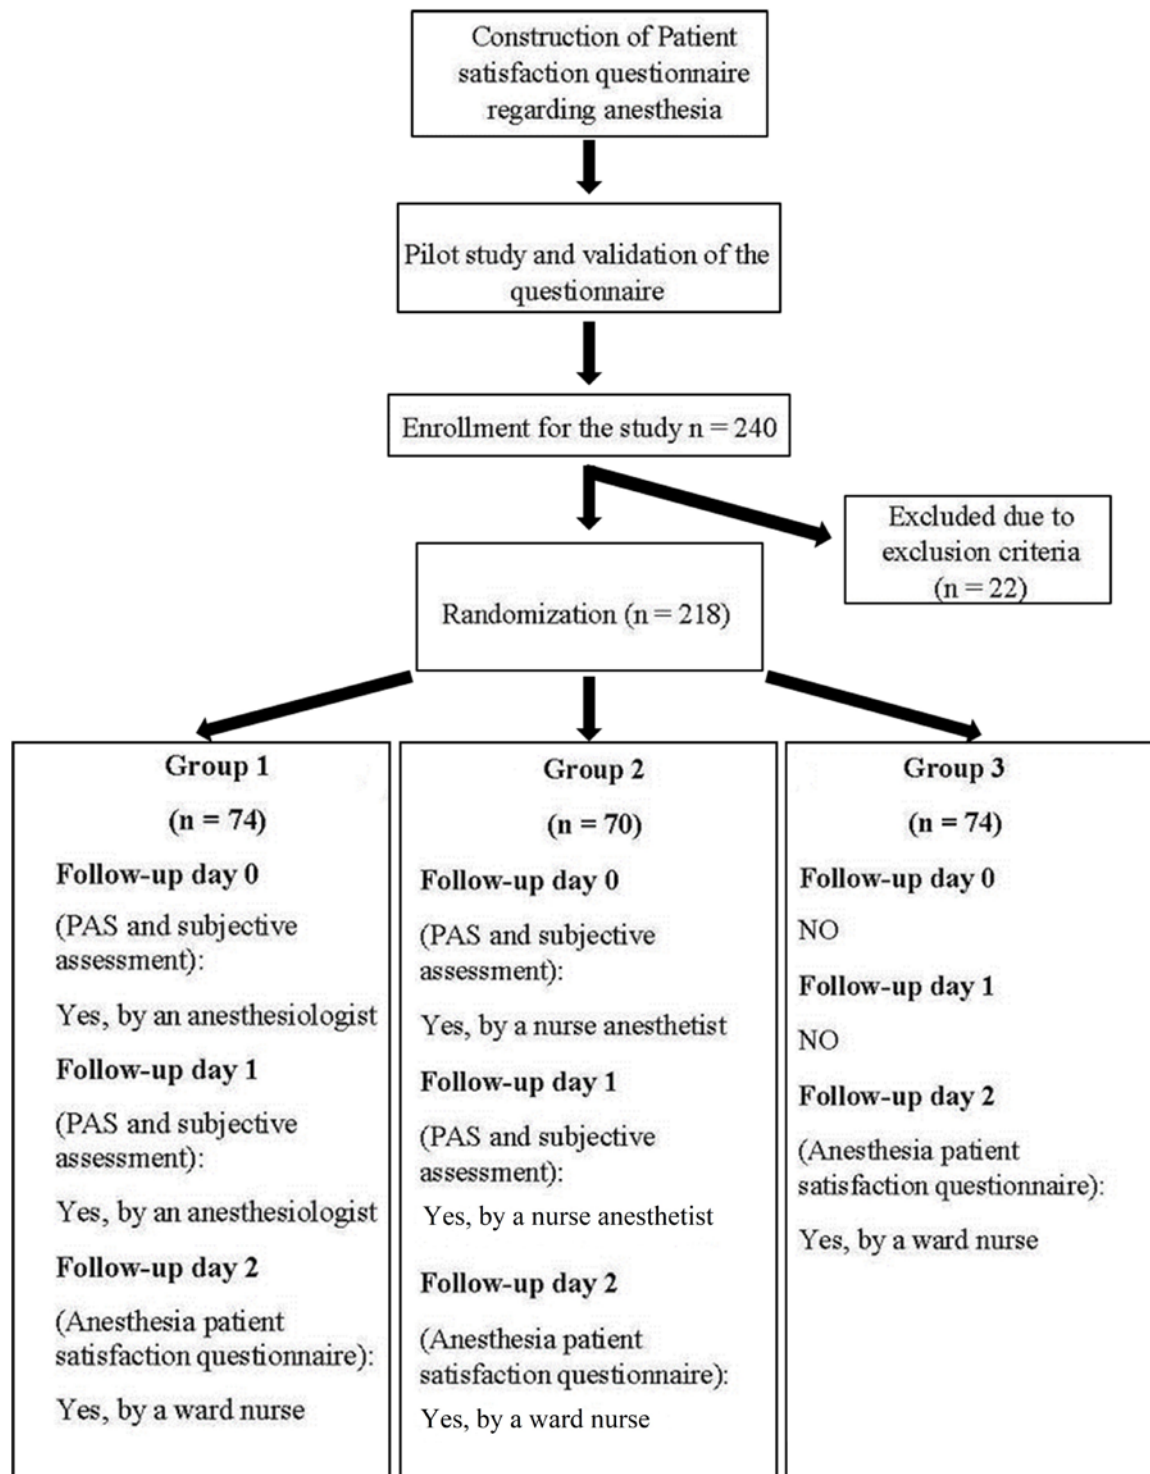 Construction of Patient
satisfaction questionnaire
regarding anesthesia
Pilot study and validation of the
questionnaire
Enrollment for the study n = 240
Excluded due to
exclusion criteria
(n = 22)
Randomization (n = 218)
Group 1
(n = 74)
Follow-up day 0
(PAS and subjective
assessment):
Yes, by an anesthesiologist
Follow-up day 1
(PAS and subjective
assessment):
Yes, by an anesthesiologist
Follow-up day 2
(Anesthesia patient
satisfaction questionnaire):
Yes, by a ward nurse
Group 2
(n = 70)
Follow-up day 0
(PAS and subjective
assessment):
Yes, by a nurse anesthetist
Follow-up day 1
(PAS and subjective
assessment):
Yes, by a nurse anesthetist
Follow-up day 2
(Anesthesia patient
satisfaction questionnaire):
Yes, by a ward nurse
Group 3
(n = 74)
Follow-up day 0
NO
Follow-up day 1
NO
Follow-up day 2
(Anesthesia patient
satisfaction questionnaire):
Yes, by a ward nurse